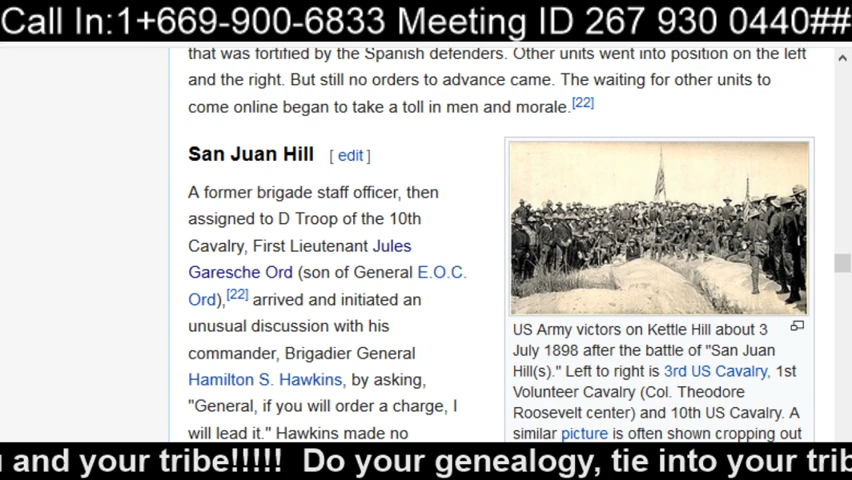 Call In:1+669-900-6833 Meeting ID 267 930 0440##
that was fortified by the Spanish defenders. Other units went into position on the left
and the right. But still no orders to advance came. The waiting for other units to
come online began to take a toll in men and morale.[22]
San Juan Hill [ edit ]
A former brigade staff officer, then
assigned to D Troop of the 10th
Cavalry, First Lieutenant Jules
Garesche Ord (son of General E.O.C.
Ord),[22] arrived and initiated an
unusual discussion with his
commander, Brigadier General
Hamilton S. Hawkins, by asking,
"General, if you will order a charge, I
will lead it." Hawkins made no
US Army victors on Kettle Hill about 3
July 1898 after the battle of "San Juan
Hill(s)." Left to right is 3rd US Cavalry, 1st
Volunteer Cavalry (Col. Theodore
Roosevelt center) and 10th US Cavalry. A
similar picture is often shown cropping out
and your tribe!!!!! Do your genealogy, tie into your